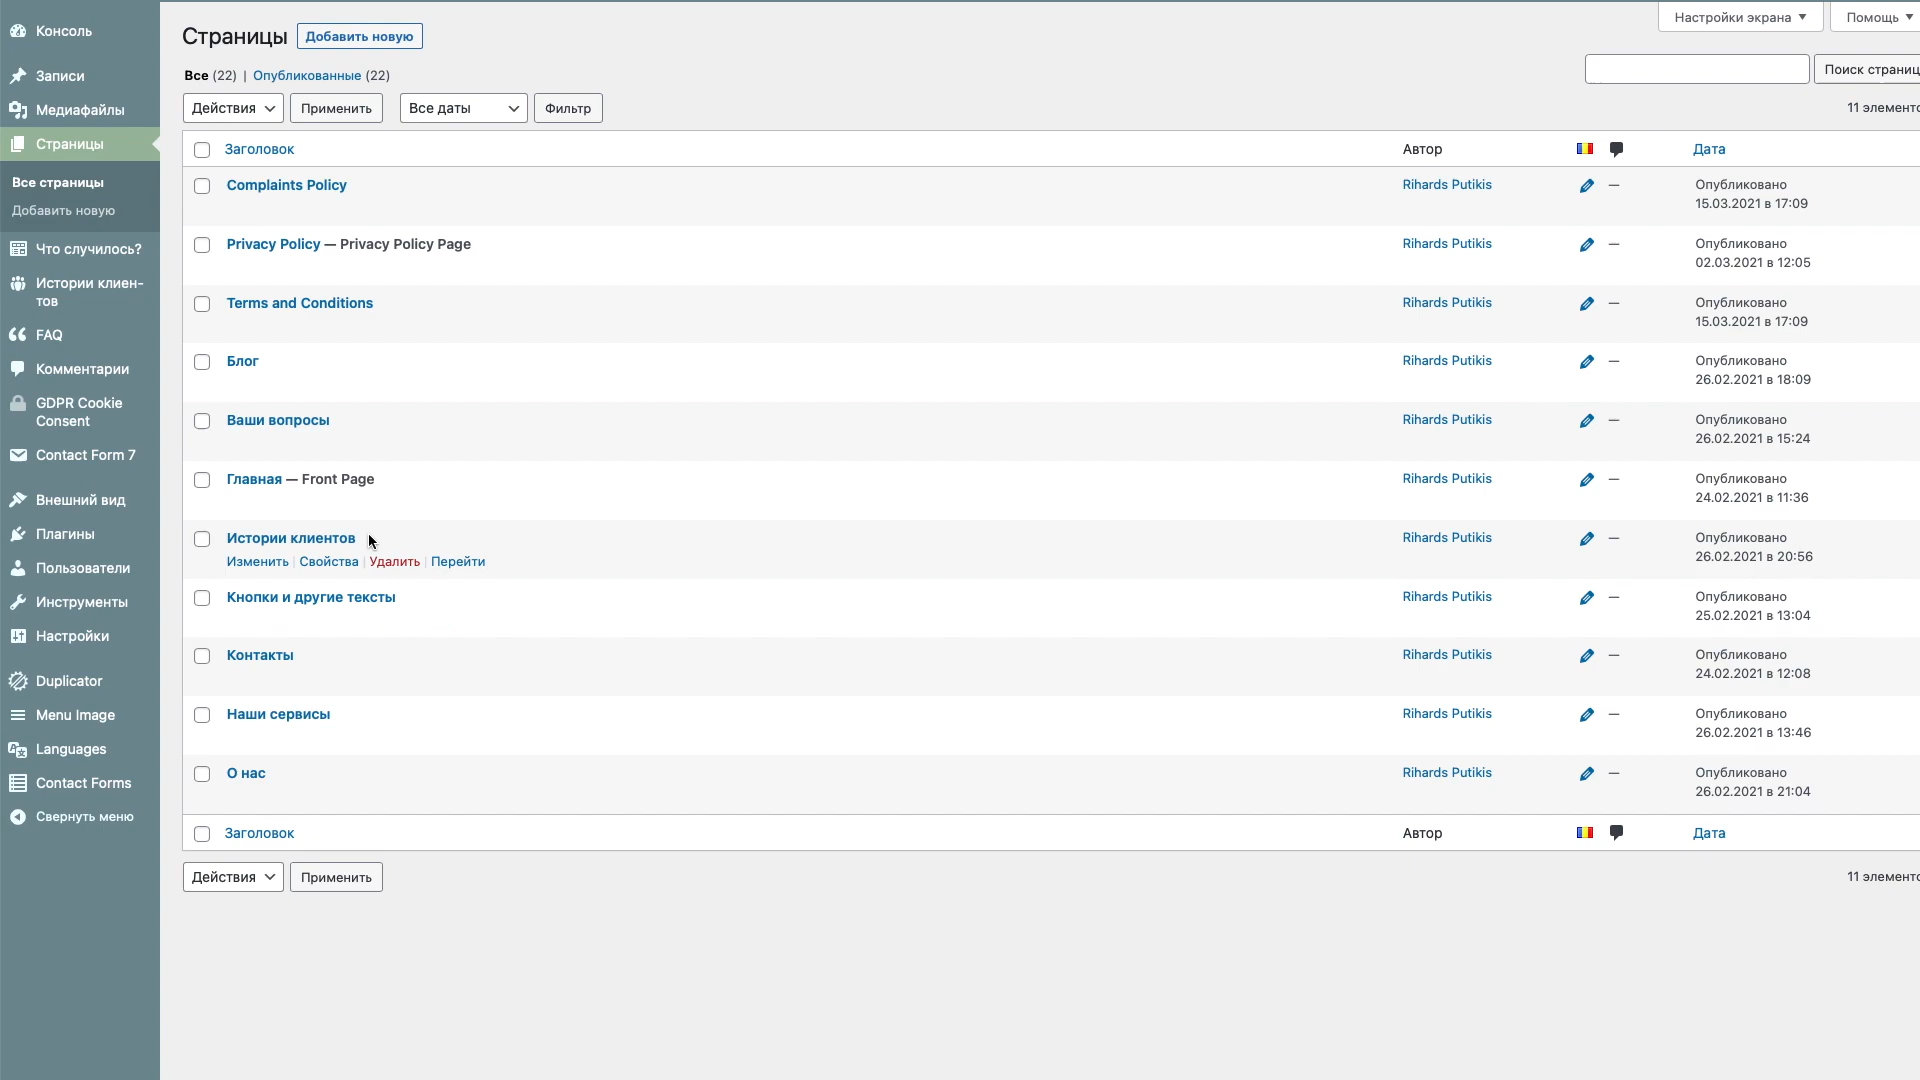 Настройки экрана
Помощь
Консоль
Записи
Медиафайлы
Страницы
Все страницы
Добавить новую
Что случилось?
Истории клиен-
тов
FAQ
Комментарии
GDPR Cookie
Consent
Contact Form 7
Внешний вид
Плагины
Пользователи
Инструменты
Настройки
Duplicator
Menu Image
Languages
Contact Forms
Свернуть меню
Страницы Добавить новую
Все (22) | Опубликованные (22)
Поиск страниц
Действия Применить Все даты Фильтр 11 элементо
Заголовок Автор Дата
Complaints Policy Rihards Putikis — Опубликовано
15.03.2021 в 17:09
Privacy Policy — Privacy Policy Page Rihards Putikis — Опубликовано
02.03.2021 в 12:05
Terms and Conditions Rihards Putikis — Опубликовано
15.03.2021 в 17:09
Блог Rihards Putikis — Опубликовано
26.02.2021 в 18:09
Ваши вопросы Rihards Putikis — Опубликовано
26.02.2021 в 15:24
Главная — Front Page Rihards Putikis — Опубликовано
24.02.2021 в 11:36
Истории клиентов Rihards Putikis — Опубликовано
Изменить | Свойства | Удалить | Перейти 26.02.2021 в 20:56
Кнопки и другие тексты Rihards Putikis — Опубликовано
25.02.2021 в 13:04
Контакты Rihards Putikis — Опубликовано
24.02.2021 в 12:08
Наши сервисы Rihards Putikis — Опубликовано
26.02.2021 в 13:46
О нас Rihards Putikis — Опубликовано
26.02.2021 в 21:04
Заголовок Автор Дата
Действия Применить 11 элементо